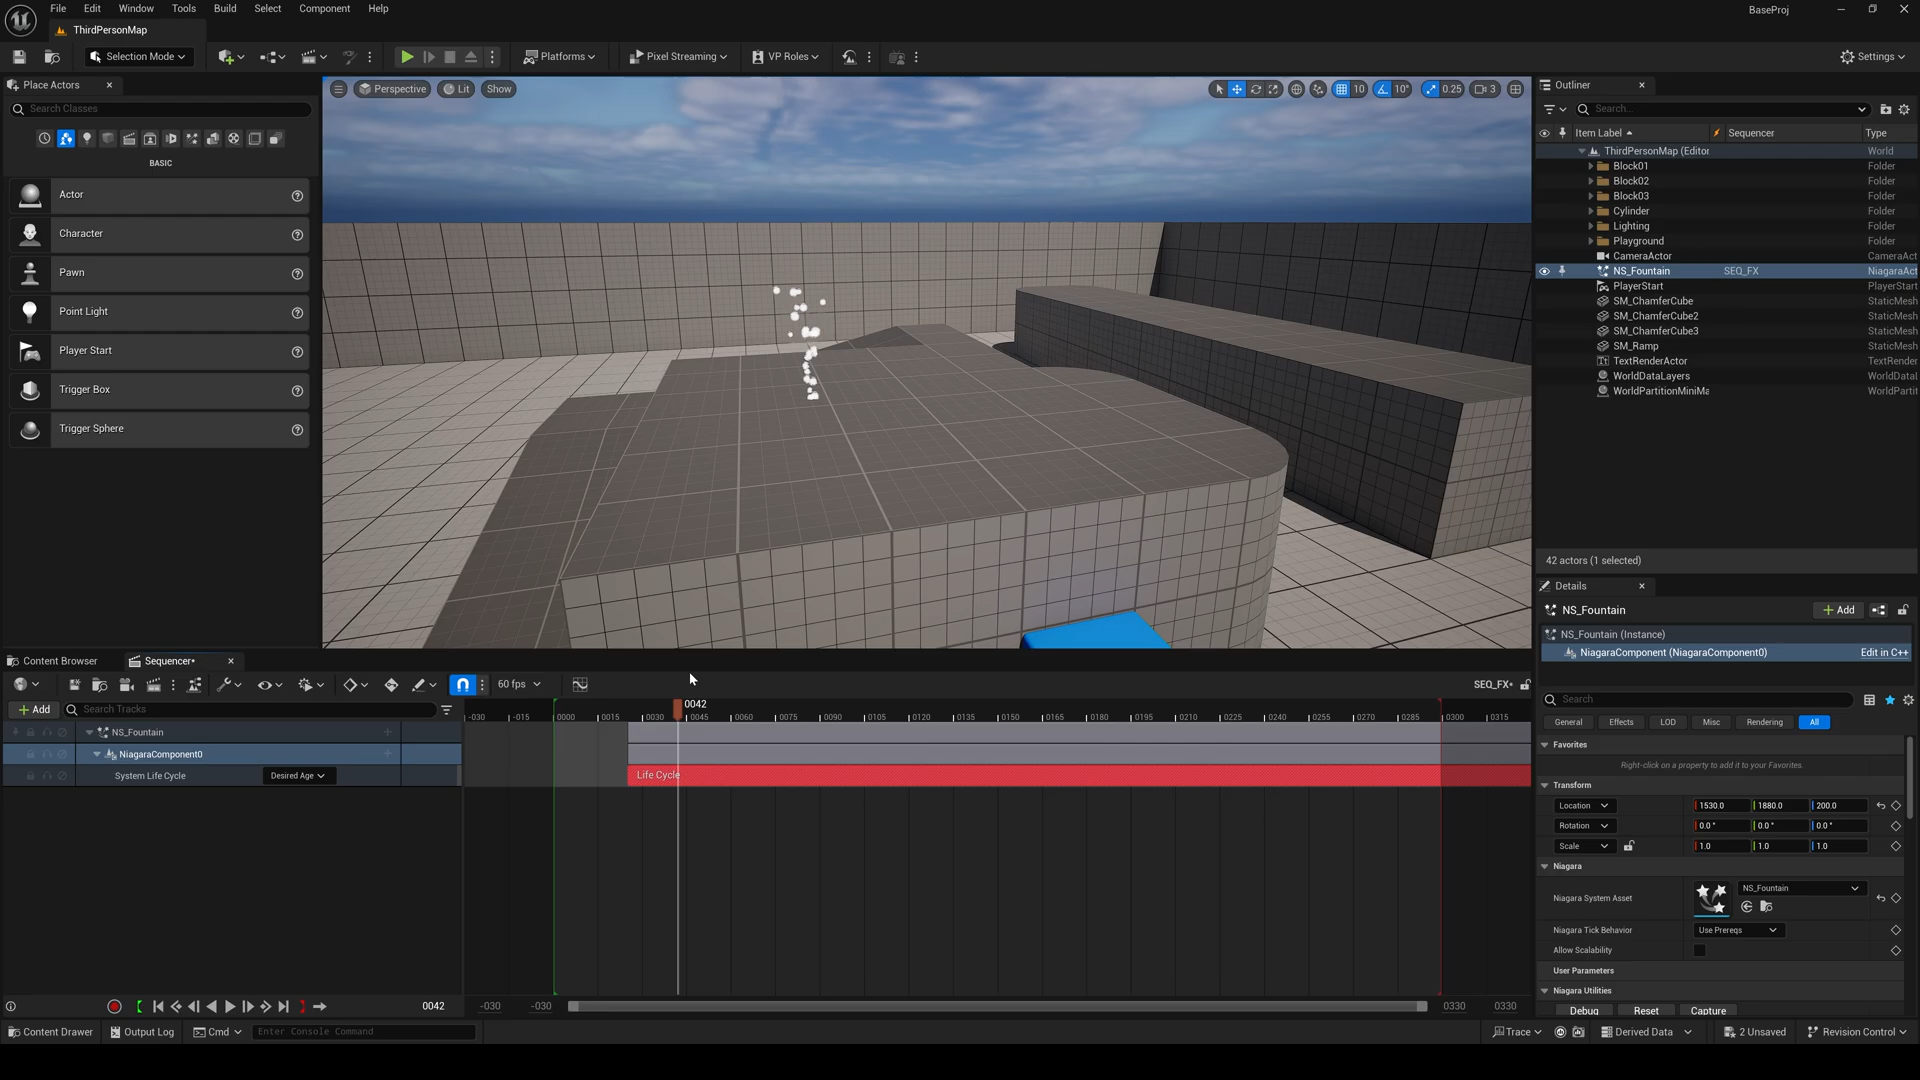 File Edit Window Tools Build Select Component Help
BaseProj
ThirdPersonMap
Selection Mode
Platforms
Pixel Streaming
VP Roles
Settings
Place Actors
Search Classes
BASIC
Actor
Character
Pawn
Point Light
Player Start
Trigger Box
Trigger Sphere
Perspective Lit Show
10 10° 0.25 3
Outliner
Search...
Item Label Sequencer Type
ThirdPersonMap (Editor World
Block01 Folder
Block02 Folder
Block03 Folder
Cylinder Folder
Lighting Folder
Playground Folder
CameraActor CameraAct
NS_Fountain SEQ_FX NiagaraAct
PlayerStart PlayerStart
SM_ChamferCube StaticMesh
SM_ChamferCube2 StaticMesh
SM_ChamferCube3 StaticMesh
SM_Ramp StaticMesh
TextRenderActor TextRender
WorldDataLayers WorldDataL
WorldPartitionMiniMa WorldPartit
42 actors (1 selected)
Details
NS_Fountain
Add
NS_Fountain (Instance)
NiagaraComponent (NiagaraComponent0) Edit in C++
Search
General Effects LOD Misc Rendering All
Favorites
Right-click on a property to add it to your Favorites.
Transform
Location 1530.0 1880.0 200.0
Rotation 0.0° 0.0° 0.0°
Scale 1.0 1.0 1.0
Niagara
Niagara System Asset NS_Fountain
Niagara Tick Behavior Use Prereqs
Allow Scalability
User Parameters
Niagara Utilities
Debug Reset Capture
Content Browser Sequencer*
60 fps
SEQ_FX*
Add Search Tracks
0042
-030 -015 0000 0015 0030 0045 0060 0075 0090 0105 0120 0135 0150 0165 0180 0195 0210 0225 0240 0255 0270 0285 0300 0315
NS_Fountain
NiagaraComponent0
System Life Cycle Desired Age
Life Cycle
0042 -030 -030 0330 0330
Content Drawer Output Log Cmd Enter Console Command
Trace Derived Data 2 Unsaved Revision Control